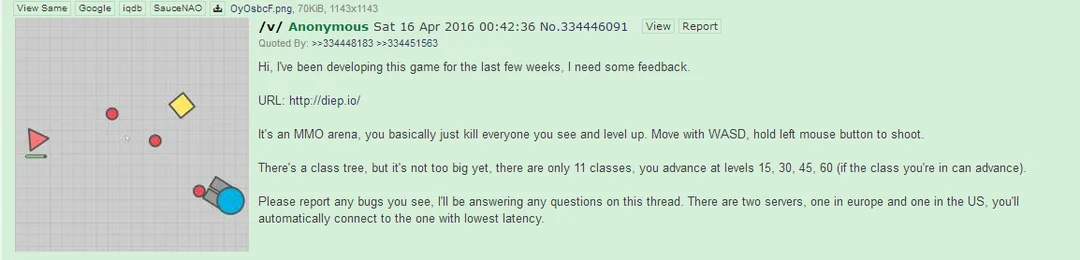 View Same Google iqdb SauceNAO OyOsbcF.png, 70KiB, 1143x1143
/v/ Anonymous Sat 16 Apr 2016 00:42:36 No.334446091 View Report
Quoted By: >>334448183 >>334451563
Hi, I've been developing this game for the last few weeks, I need some feedback.
URL: http://diep.io/
It's an MMO arena, you basically just kill everyone you see and level up. Move with WASD, hold left mouse button to shoot.
There's a class tree, but it's not too big yet, there are only 11 classes, you advance at levels 15, 30, 45, 60 (if the class you're in can advance).
Please report any bugs you see, I'll be answering any questions on this thread. There are two servers, one in europe and one in the US, you'll
automatically connect to the one with lowest latency.